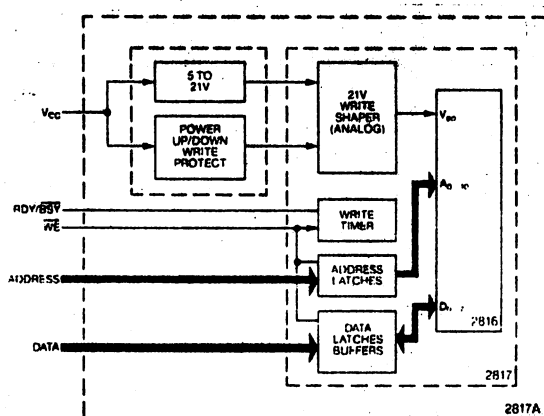 5 TO
21V
21V
WRITE
SHAPER
(ANALOG)
VCC
POWER
UP/DOWN
WRITE
PROTECT
RDY/BSY
WE
WRITE
TIMER
ADDRESS
ADDRESS
LATCHES
DATA
DATA
LATCHES
BUFFERS
2816
2817
2817A